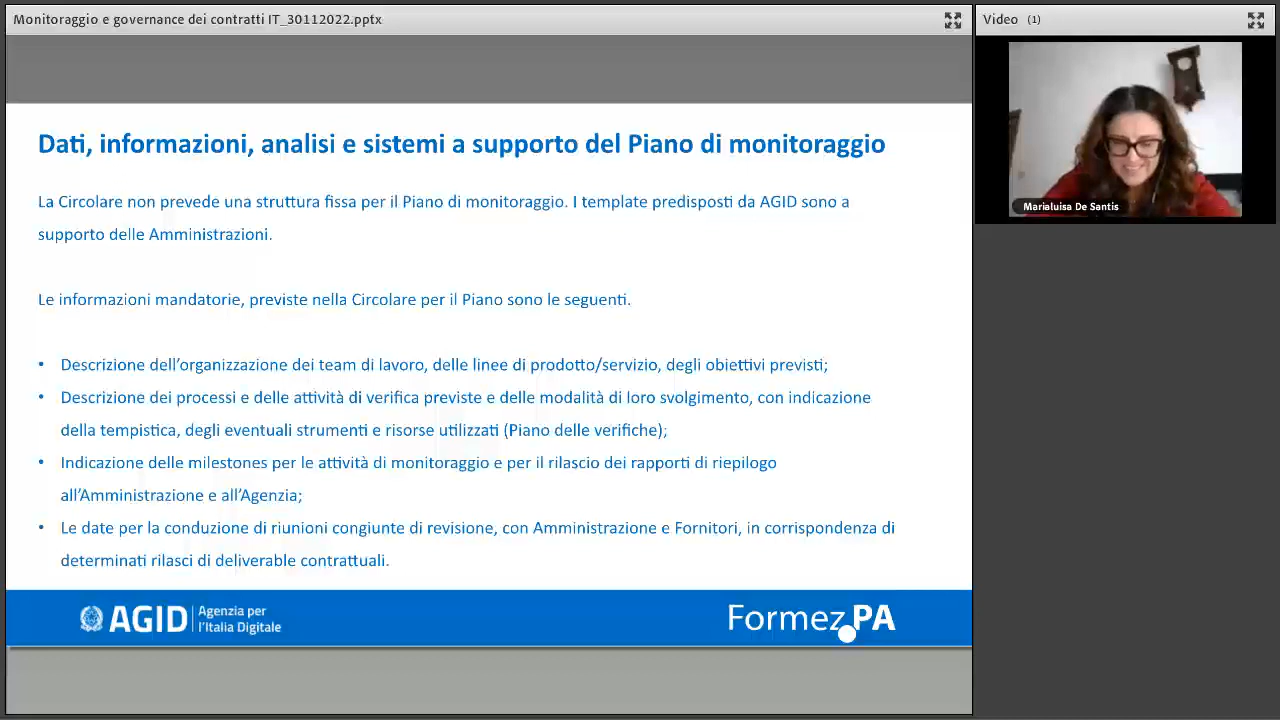 Monitoraggio e governance dei contratti IT_30112022.pptx
Video (1)
Marialuisa De Santis
Dati, informazioni, analisi e sistemi a supporto del Piano di monitoraggio
La Circolare non prevede una struttura fissa per il Piano di monitoraggio. I template predisposti da AGID sono a
supporto delle Amministrazioni.
Le informazioni mandatorie, previste nella Circolare per il Piano sono le seguenti.
• Descrizione dell'organizzazione dei team di lavoro, delle linee di prodotto/servizio, degli obiettivi previsti;
• Descrizione dei processi e delle attività di verifica previste e delle modalità di loro svolgimento, con indicazione
della tempistica, degli eventuali strumenti e risorse utilizzati (Piano delle verifiche);
• Indicazione delle milestones per le attività di monitoraggio e per il rilascio dei rapporti di riepilogo
all'Amministrazione e all'Agenzia;
• Le date per la conduzione di riunioni congiunte di revisione, con Amministrazione e Fornitori, in corrispondenza di
determinati rilasci di deliverable contrattuali.
AGID
Agenzia per
l'Italia Digitale
Formez PA